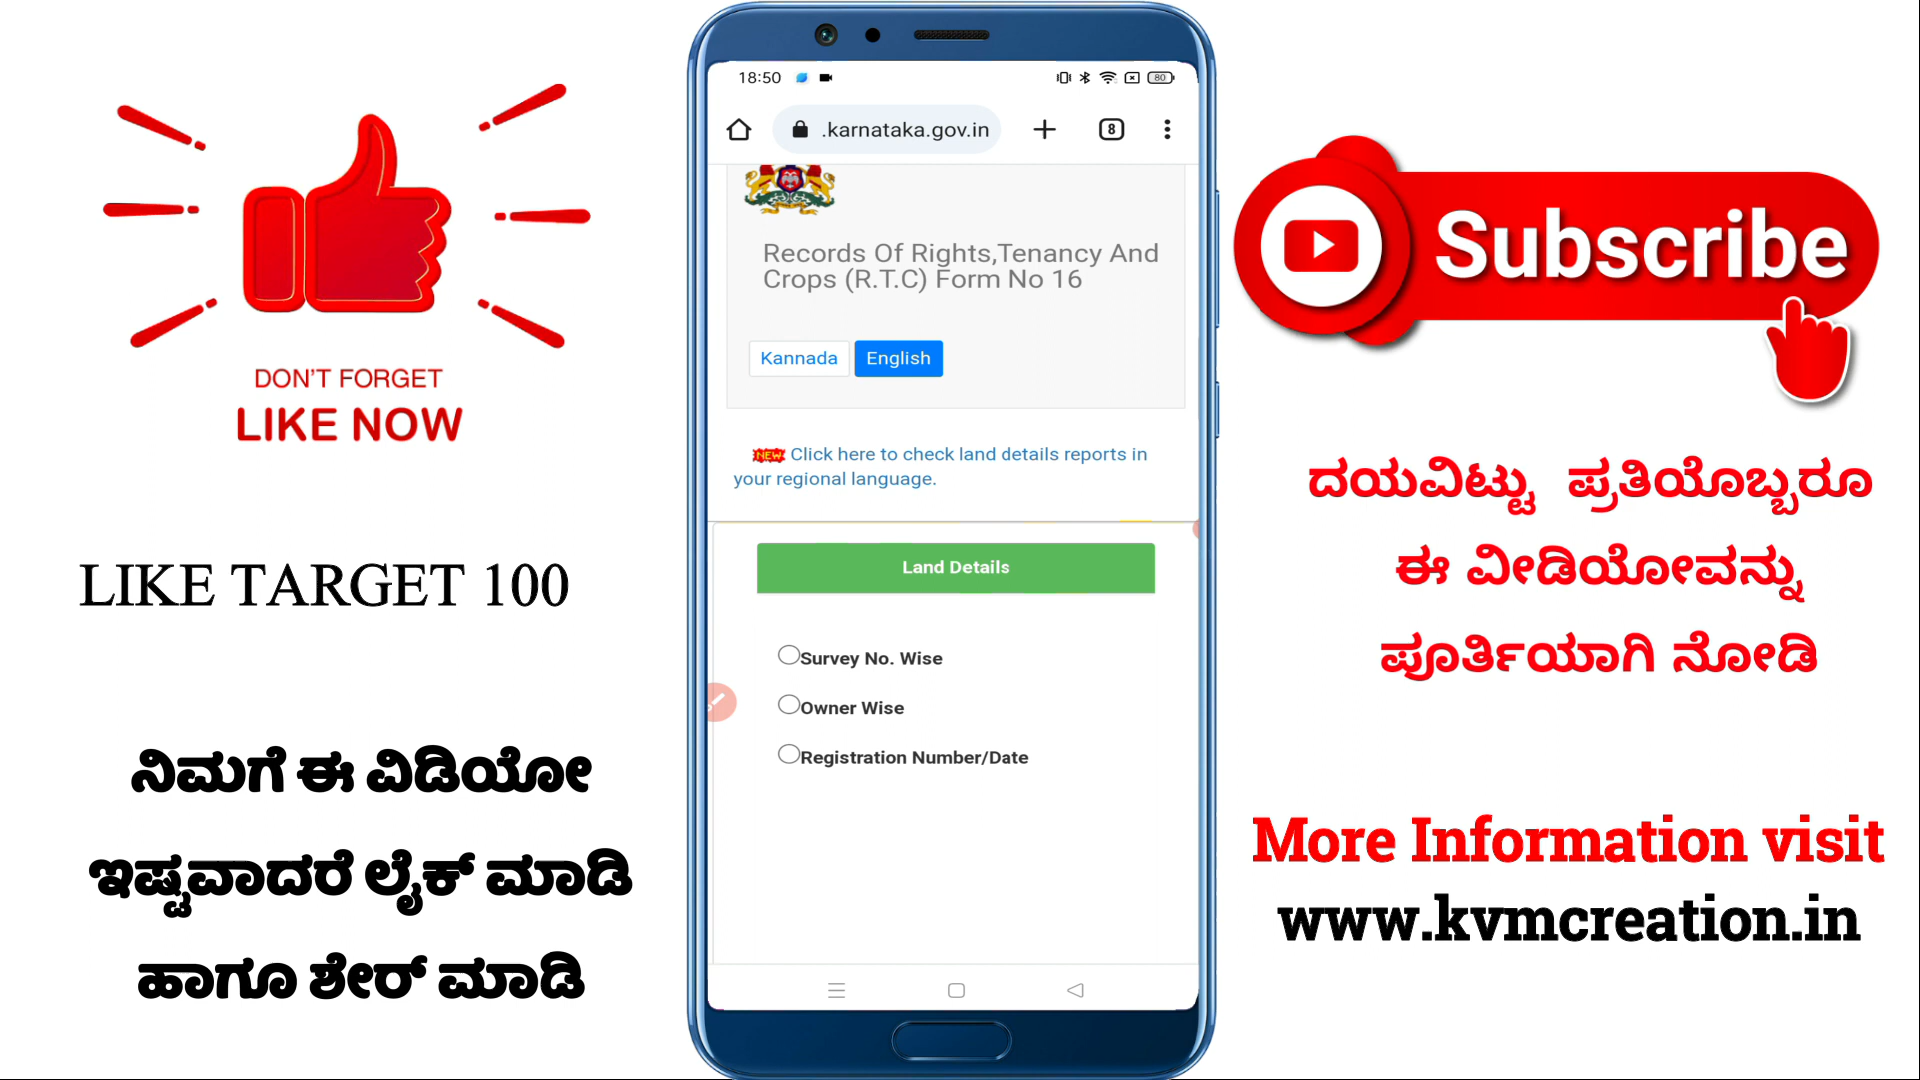 DON'T FORGET
LIKE NOW
LIKE TARGET 100
ನಿಮಗೆ ಈ ವಿಡಿಯೋ
ಇಷ್ಟವಾದರೆ ಲೈಕ್ ಮಾಡಿ
ಹಾಗೂ ಶೇರ್ ಮಾಡಿ
18:50
80
.karnataka.gov.in
8
Records Of Rights,Tenancy And
Crops (R.T.C) Form No 16
Kannada English
NEW Click here to check land details reports in
your regional language.
Land Details
Survey No. Wise
Owner Wise
Registration Number/Date
Subscribe
ದಯವಿಟ್ಟು ಪ್ರತಿಯೊಬ್ಬರೂ
ಈ ವೀಡಿಯೋವನ್ನು
ಪೂರ್ತಿಯಾಗಿ ನೋಡಿ
More Information visit
www.kvmcreation.in